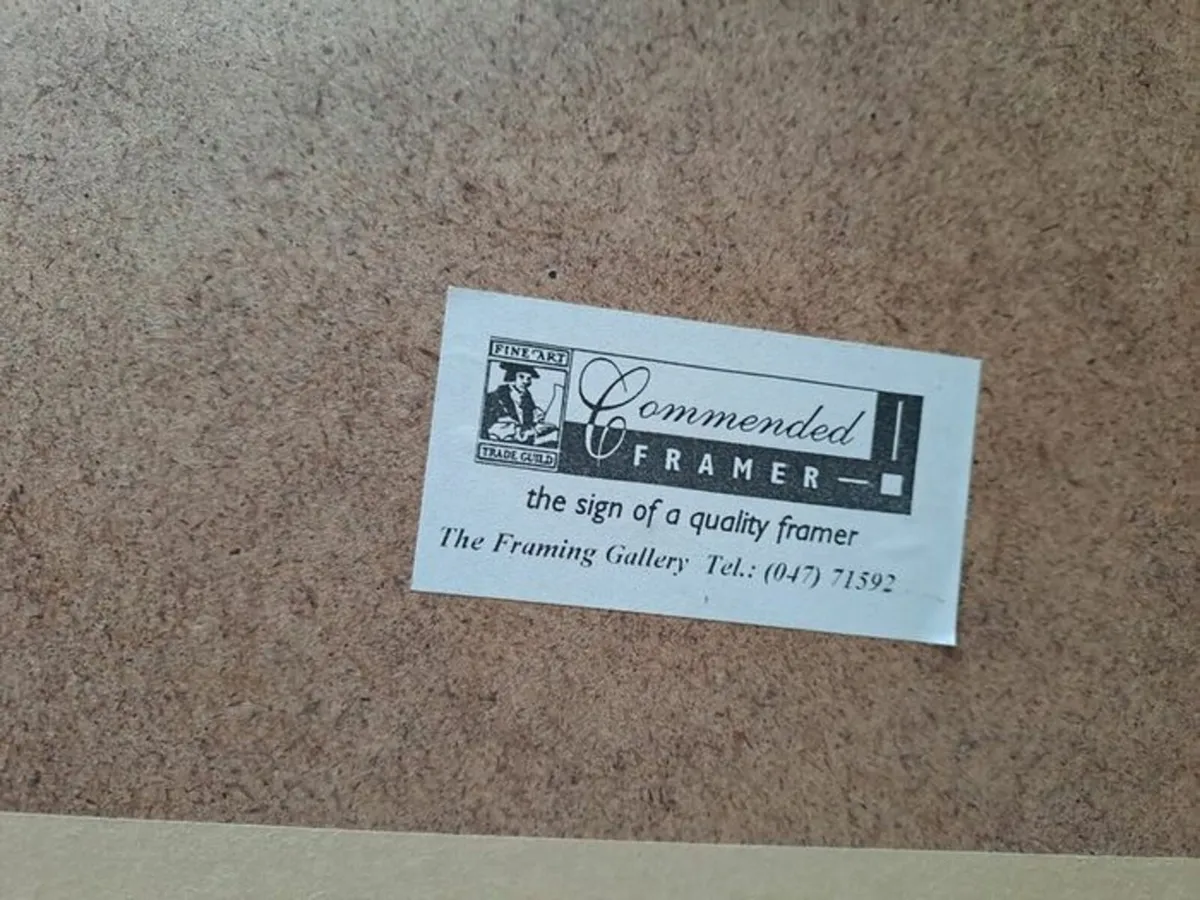 FINE ART
TRADE GUILD
Commended
FRAMER
the sign of a quality framer
The Framing Gallery Tel.: (047) 71592